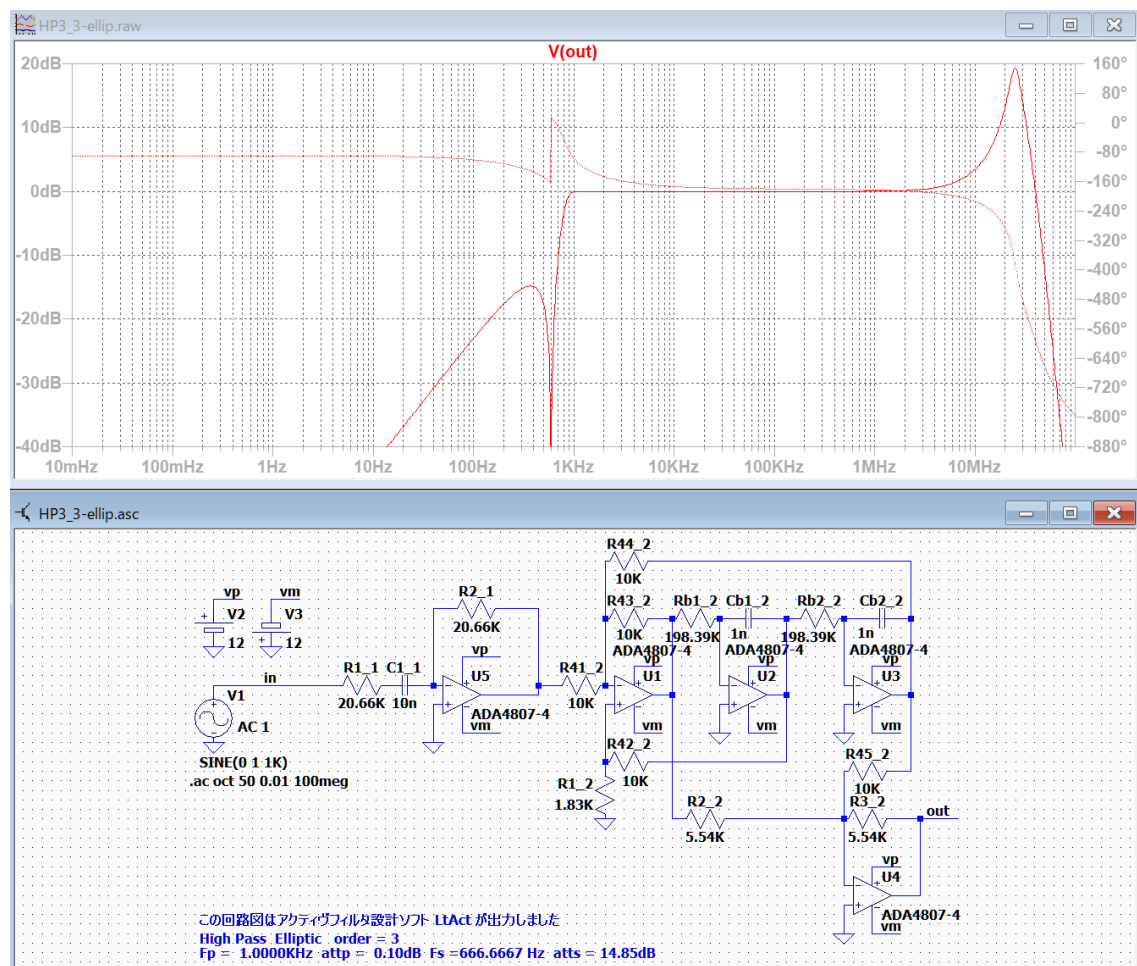 HP3_3-ellip.raw
V(out)
20dB
10dB
0dB
-10dB
-20dB
-30dB
-40dB
160°
80°
0°
-80°
-160°
-240°
-320°
-400°
-480°
-560°
-640°
-720°
-800°
-880°
10mHz 100mHz 1Hz 10Hz 100Hz 1KHz 10KHz 100KHz 1MHz 10MHz
HP3_3-ellip.asc
R44_2
10K
vp vm
V2 V3
12 12
R2_1
20.66K
R43_2 Rb1_2 Cb1_2 Rb2_2 Cb2_2
10K 198.39K 1n 198.39K 1n
ADA4807-4 ADA4807-4 ADA4807-4
vp vp vp vp
in R1_1 C1_1 U5 R41_2 U1 U2 U3
V1 20.66K 10n 10K
AC 1 ADA4807-4
vm vm vm vm
SINE(0 1 1K)
.ac oct 50 0.01 100meg
R42_2 R45_2
10K 10K
R1_2
1.83K
R2_2 R3_2 out
5.54K 5.54K
vp
U4
ADA4807-4
vm
この回路図はアクティヴフィルタ設計ソフト LtAct が出力しました
High Pass Elliptic order = 3
Fp = 1.0000KHz attp = 0.10dB Fs =666.6667 Hz atts = 14.85dB